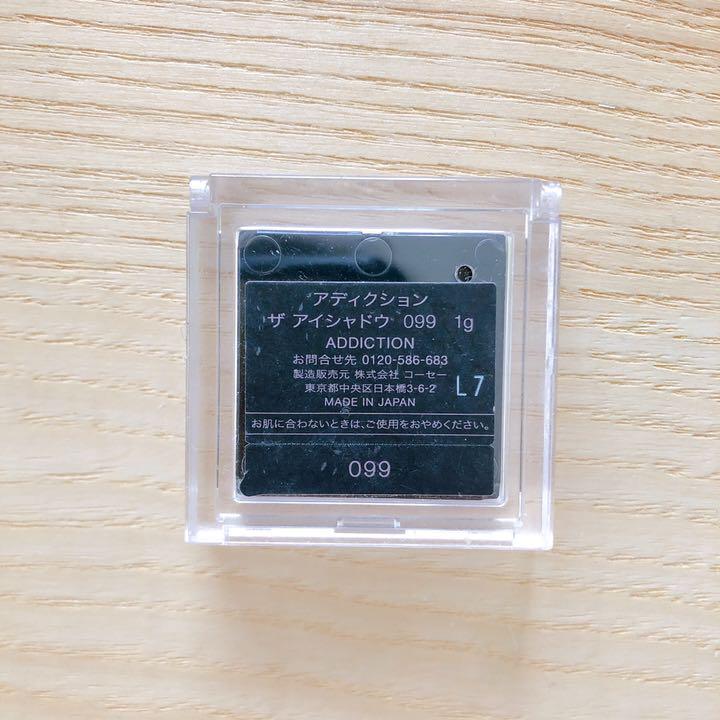 アディクション
ザ アイシャドウ 099 1g
ADDICTION
お問合せ先 0120-586-683
製造販売元 株式会社 コーセー
東京都中央区日本橋3-6-2
MADE IN JAPAN
L7
お肌に合わないときは、ご使用をおやめください。
099